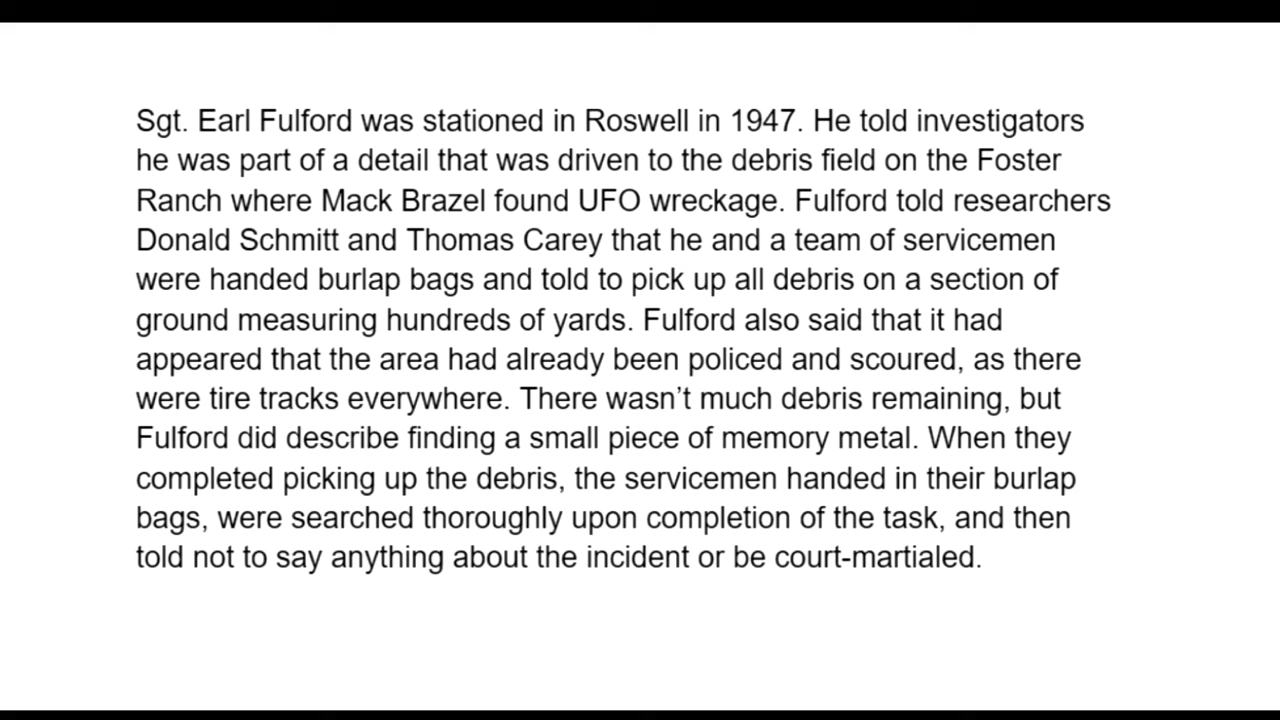 Sgt. Earl Fulford was stationed in Roswell in 1947. He told investigators
he was part of a detail that was driven to the debris field on the Foster
Ranch where Mack Brazel found UFO wreckage. Fulford told researchers
Donald Schmitt and Thomas Carey that he and a team of servicemen
were handed burlap bags and told to pick up all debris on a section of
ground measuring hundreds of yards. Fulford also said that it had
appeared that the area had already been policed and scoured, as there
were tire tracks everywhere. There wasn’t much debris remaining, but
Fulford did describe finding a small piece of memory metal. When they
completed picking up the debris, the servicemen handed in their burlap
bags, were searched thoroughly upon completion of the task, and then
told not to say anything about the incident or be court-martialed.